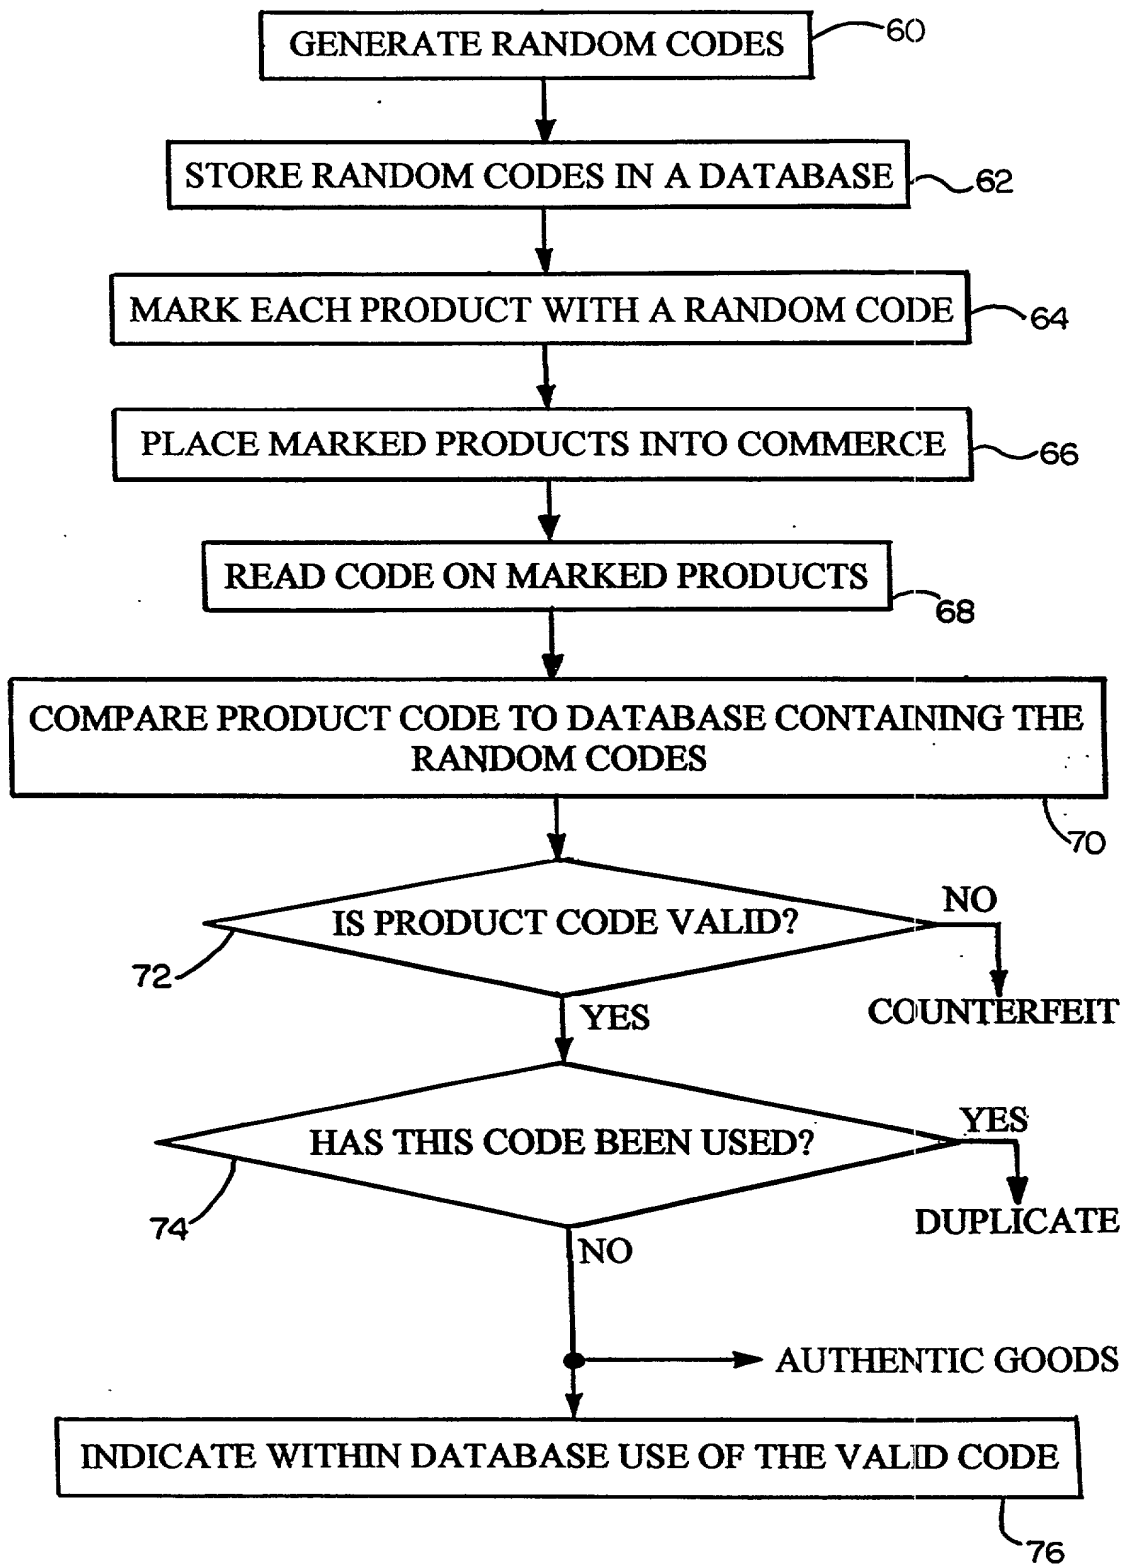 GENERATE RANDOM CODES
60
STORE RANDOM CODES IN A DATABASE
62
MARK EACH PRODUCT WITH A RANDOM CODE
64
PLACE MARKED PRODUCTS INTO COMMERCE
66
READ CODE ON MARKED PRODUCTS
68
COMPARE PRODUCT CODE TO DATABASE CONTAINING THE
RANDOM CODES
70
IS PRODUCT CODE VALID?
NO
72
COUNTERFEIT
YES
HAS THIS CODE BEEN USED?
YES
74
DUPLICATE
NO
AUTHENTIC GOODS
INDICATE WITHIN DATABASE USE OF THE VALID CODE
76